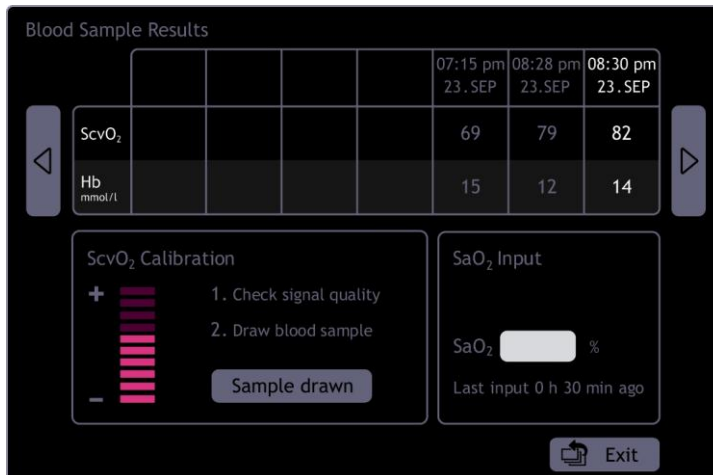 Blood Sample Results
07:15 pm 08:28 pm 08:30 pm
23.SEP 23.SEP 23.SEP
ScvO₂ 69 79 82
Hb 15 12 14
mmol/l
ScvO₂ Calibration
+
1. Check signal quality
2. Draw blood sample
Sample drawn
–
SaO₂ Input
SaO₂ %
Last input 0 h 30 min ago
Exit